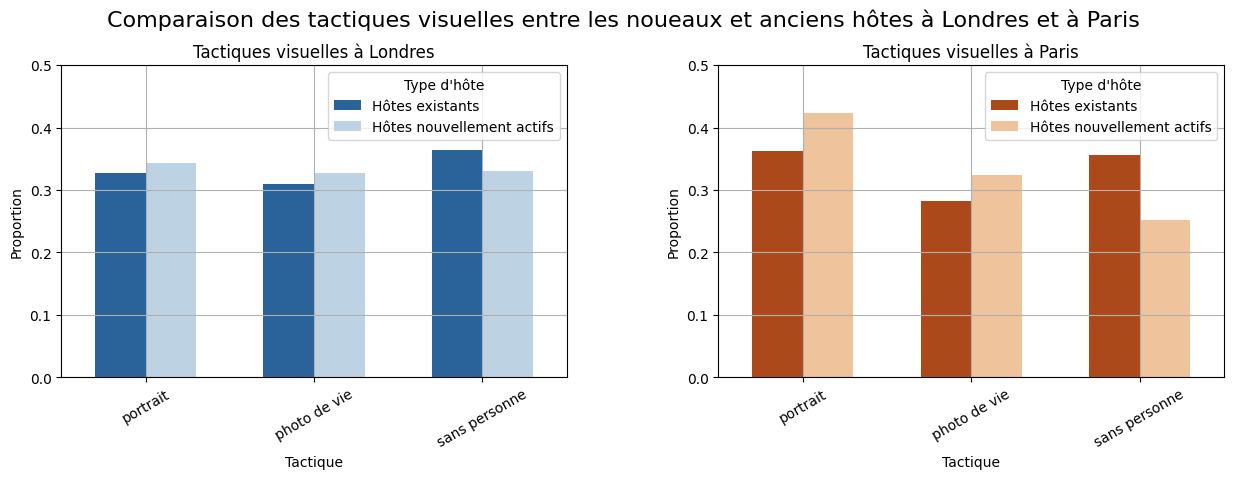 Comparaison des tactiques visuelles entre les noueaux et anciens hôtes à Londres et à Paris
Tactiques visuelles à Londres
0.5
0.4
0.3
0.2
0.1
0.0
Proportion
Type d'hôte
Hôtes existants
Hôtes nouvellement actifs
portrait
photo de vie
sans personne
Tactique
Tactiques visuelles à Paris
0.5
0.4
0.3
0.2
0.1
0.0
Proportion
Type d'hôte
Hôtes existants
Hôtes nouvellement actifs
portrait
photo de vie
sans personne
Tactique